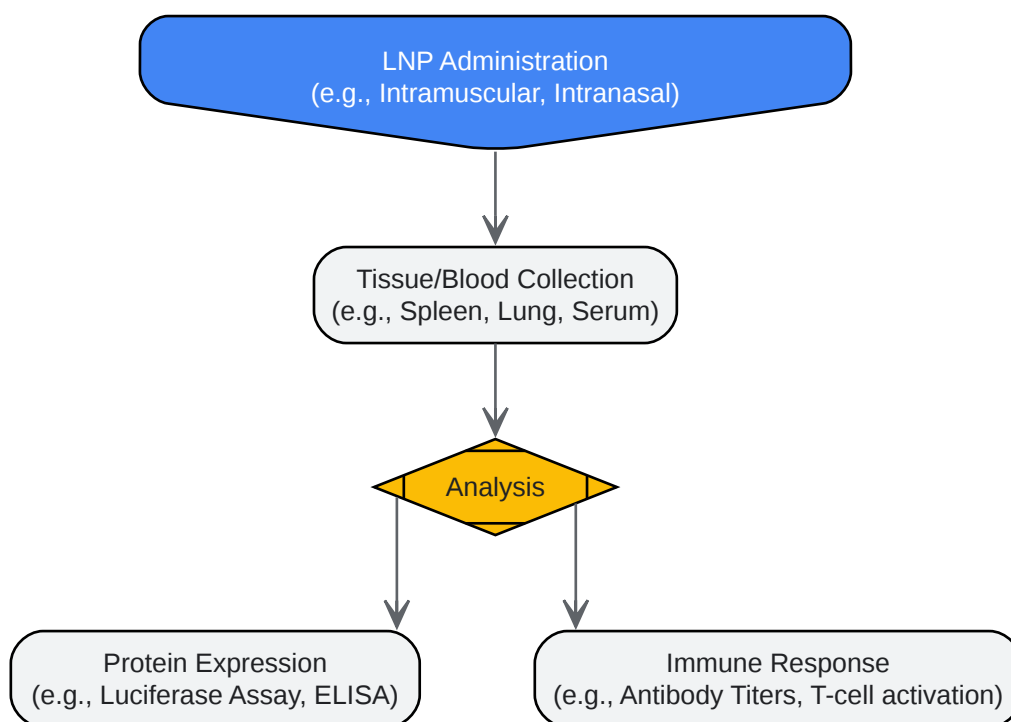 LNP Administration
(e.g., Intramuscular, Intranasal)
Tissue/Blood Collection
(e.g., Spleen, Lung, Serum)
Analysis
Protein Expression
(e.g., Luciferase Assay, ELISA)
Immune Response
(e.g., Antibody Titers, T-cell activation)